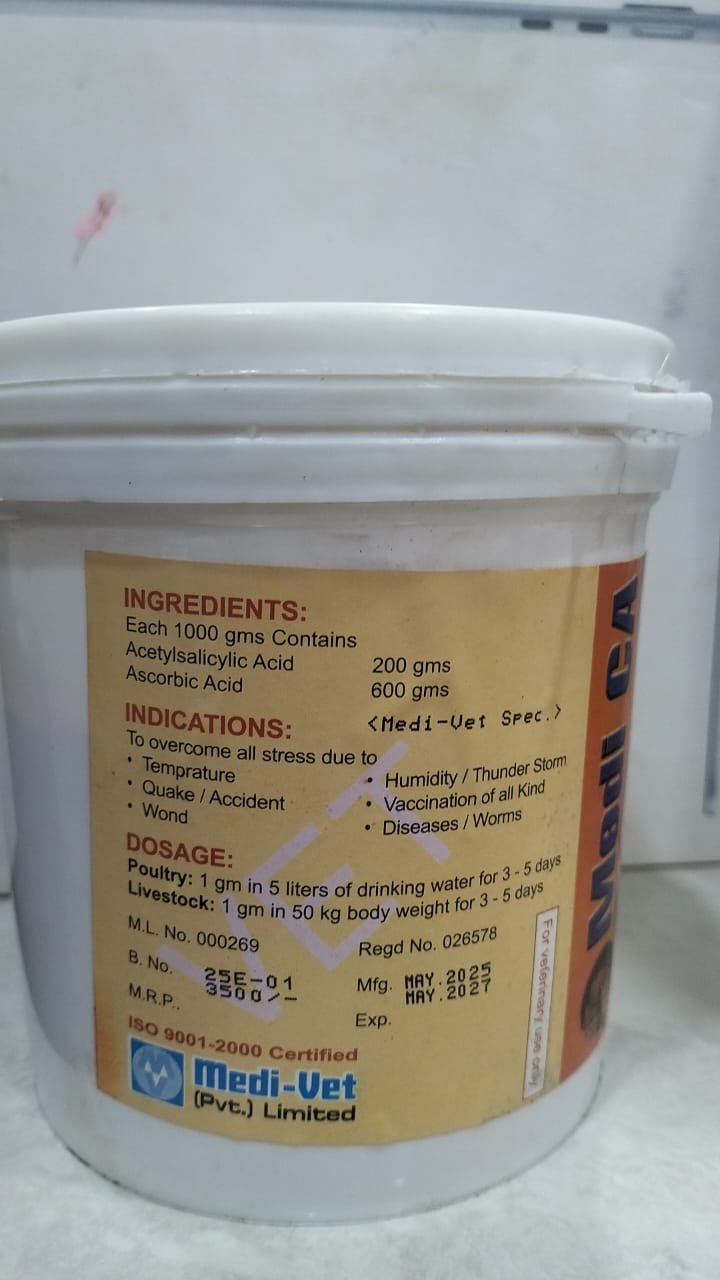 INGREDIENTS:
Each 1000 gms Contains
Acetylsalicylic Acid 200 gms
Ascorbic Acid 600 gms
<Medi-Vet Spec.>
INDICATIONS:
To overcome all stress due to
• Temprature
• Quake / Accident
• Wond
• Humidity / Thunder Storm
• Vaccination of all Kind
• Diseases / Worms
DOSAGE:
Poultry: 1 gm in 5 liters of drinking water for 3 - 5 days
Livestock: 1 gm in 50 kg body weight for 3 - 5 days
M.L. No. 000269 Regd No. 026578
B. No. 25E-01 Mfg. MAY.2025
M.R.P.. 3500/- MAY.2027
Exp.
ISO 9001-2000 Certified
Medi-Vet
(Pvt.) Limited
For veterinary use only
Medi CA
VET